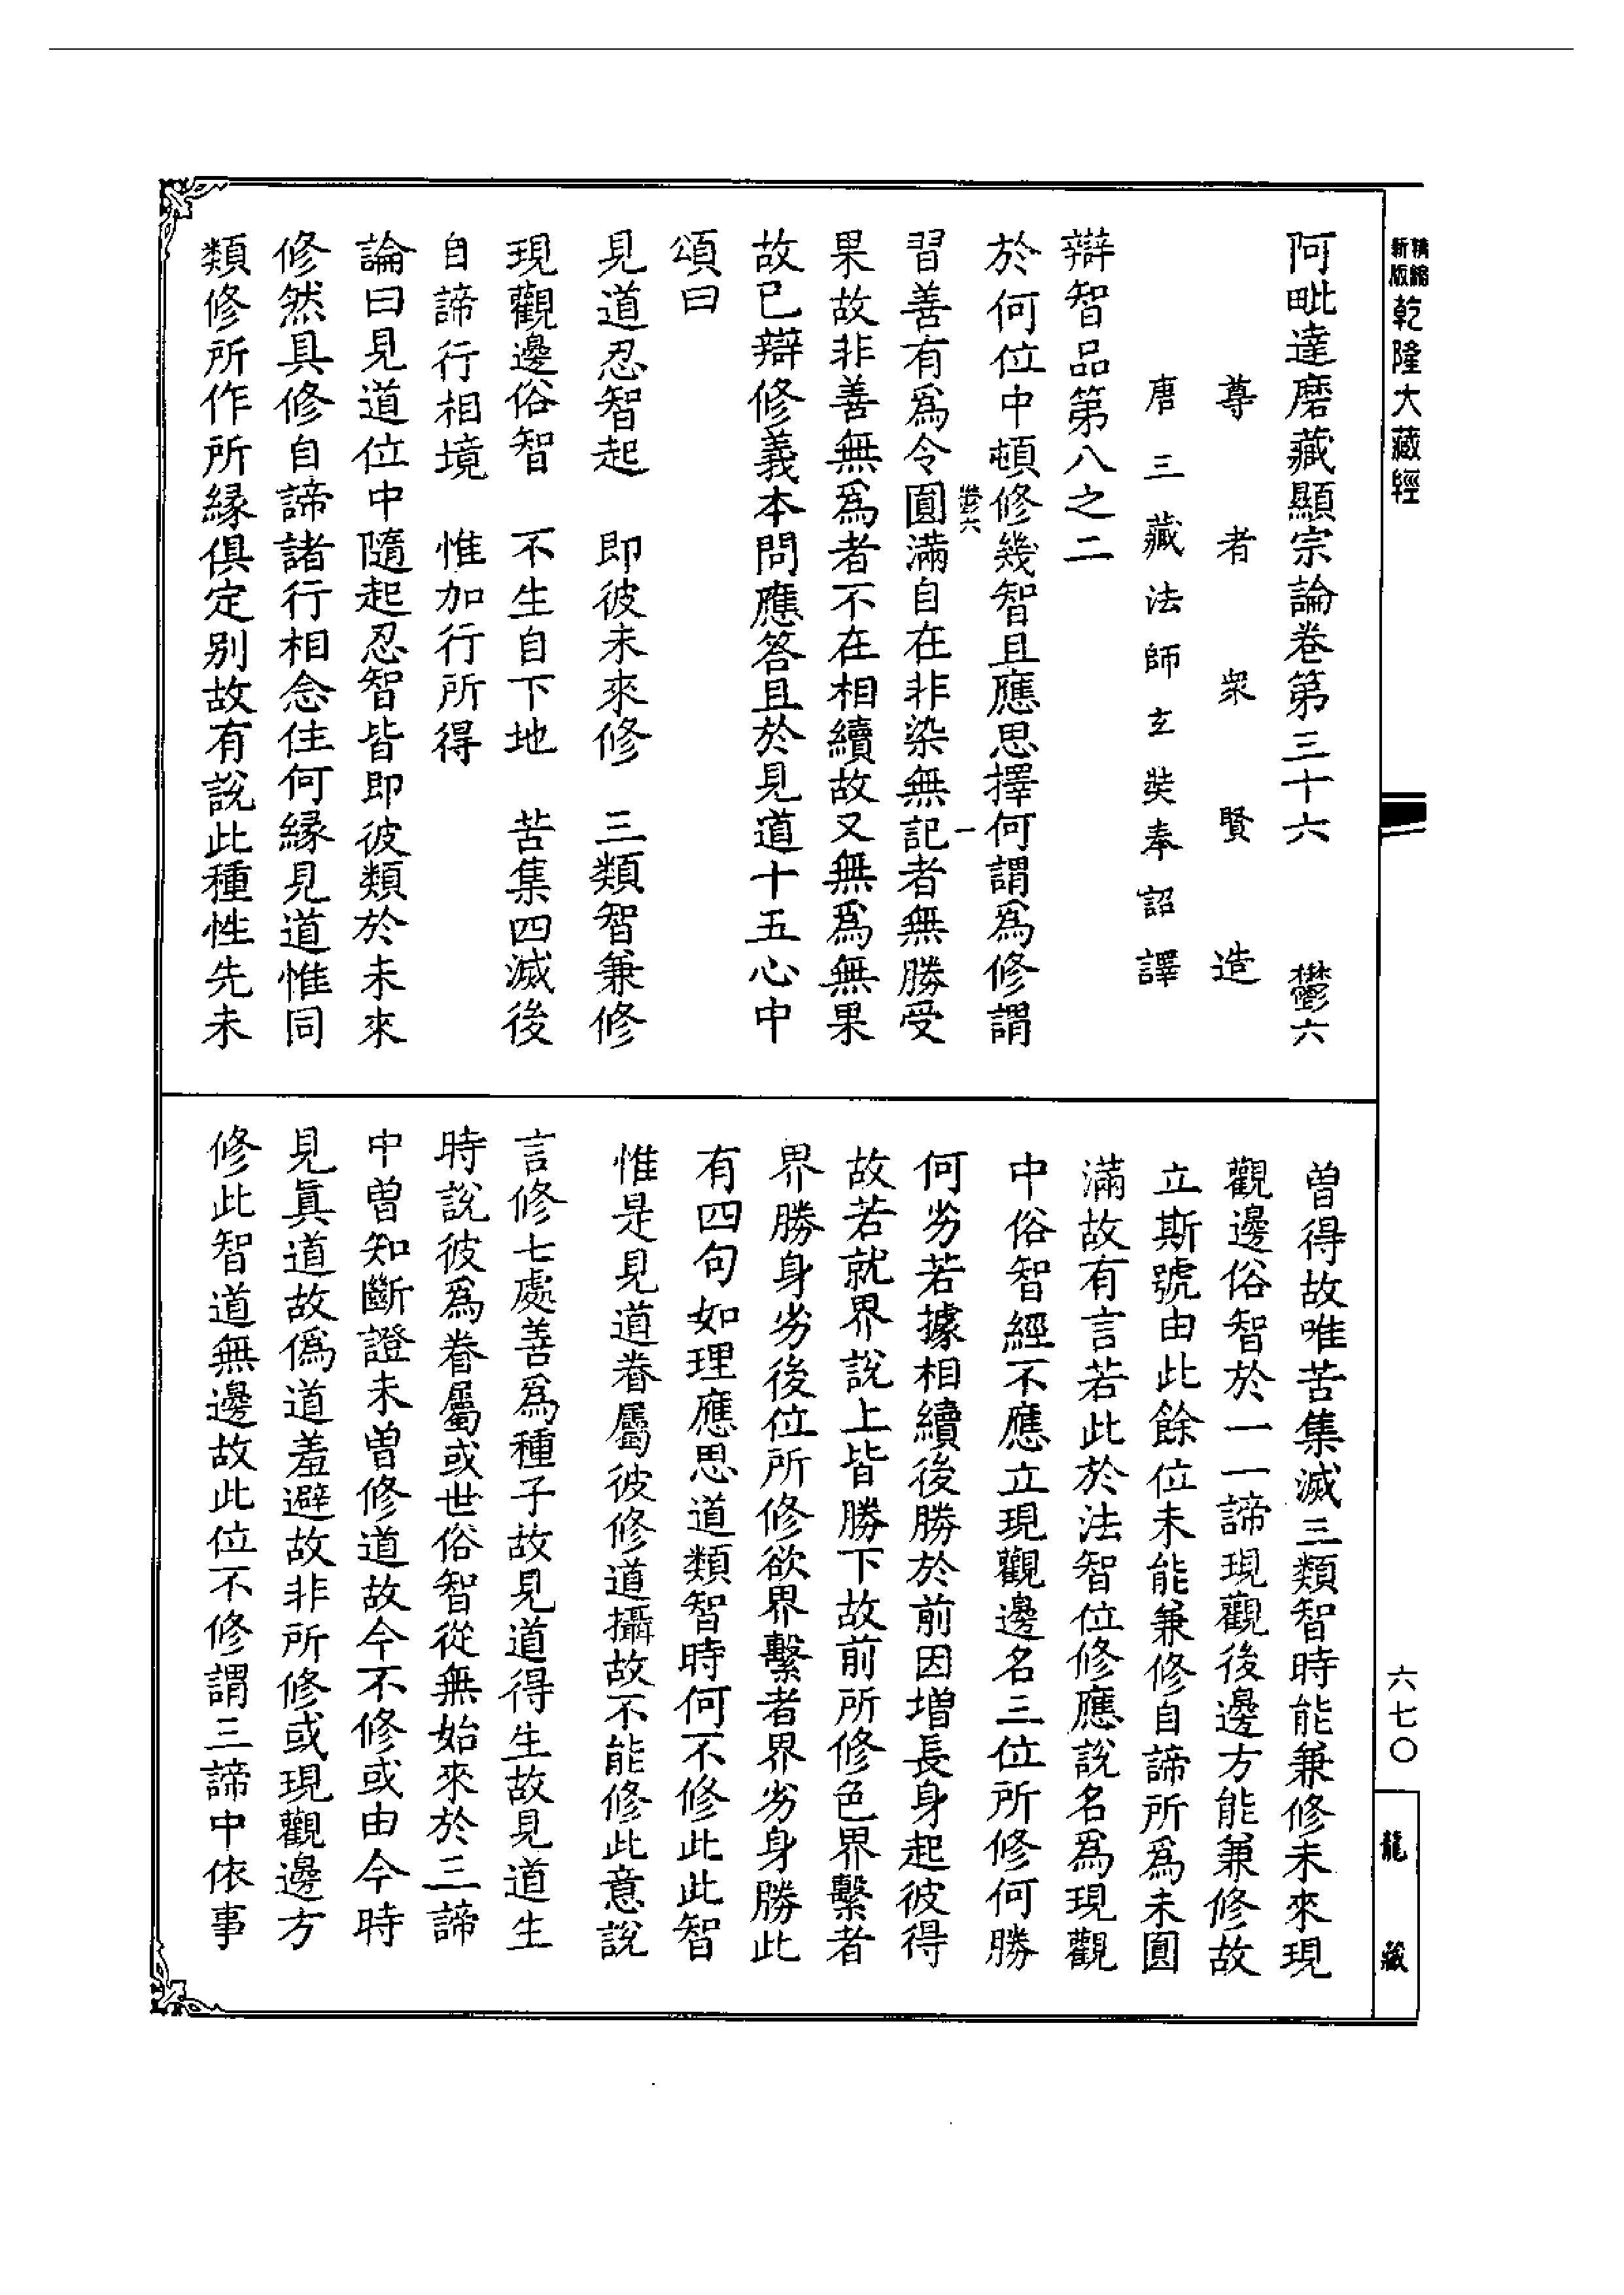 精縮新版乾隆大藏經
阿毗達磨藏顯宗論卷第三十六 鬱六
尊者衆賢造
唐三藏法師玄奘奉詔譯
辯智品第八之二
於何位中頓修幾智且應思擇何謂爲修謂
鬱六 一
習善有爲令圓滿自在非染無記者無勝受
果故非善無爲者不在相續故又無爲無果
故已辯修義本問應答且於見道十五心中
頌曰
見道忍智起 即彼未來修 三類智兼修
現觀邊俗智 不生自下地 苦集四滅後
自諦行相境 惟加行所得
論曰見道位中隨起忍智皆即彼類於未來
修然具修自諦諸行相念住何緣見道惟同
類修所作所緣俱定別故有說此種性先未
曾得故唯苦集滅三類智時能兼修未來現
觀邊俗智於一一諦現觀後邊方能兼修故
立斯號由此餘位未能兼修自諦所爲未圓
滿故有言若此於法智位修應說名爲現觀
中俗智經不應立現觀邊名三位所修何勝
何劣若據相續後勝於前因增長身起彼得
故若就界說上皆勝下故前所修色界繫者
界勝身劣後位所修欲界繫者界劣身勝此
有四句如理應思道類智時何不修此此智
惟是見道眷屬彼修道攝故不能修此意說
言修七處善爲種子故見道得生故見道生
時說彼爲眷屬或世俗智從無始來於三諦
中曾知斷證未曾修道故今不修或由今時
見眞道故僞道羞避故非所修或現觀邊方
修此智道無邊故此位不修謂三諦中依事
六七〇
龍藏